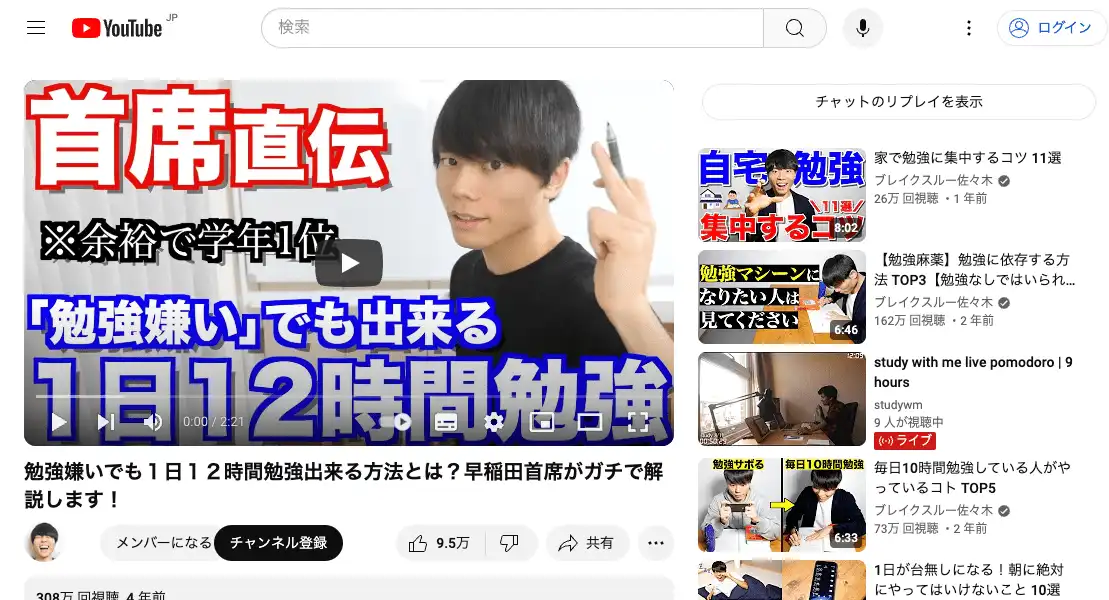 YouTube JP
検索
ログイン
首席直伝
※余裕で学年1位
「勉強嫌い」でも出来る
1日12時間勉強
0:00 / 2:21
勉強嫌いでも１日１２時間勉強出来る方法とは？早稲田首席がガチで解
説します！
メンバーになる
チャンネル登録
9.5万
共有
308万 回視聴 4 年前
チャットのリプレイを表示
自宅勉強
\11選/
集中するコツ
8:02
家で勉強に集中するコツ 11選
ブレイクスルー佐々木
26万 回視聴・1 年前
勉強マシーンに
なりたい人は
見てください
6:46
【勉強麻薬】勉強に依存する方
法 TOP3【勉強なしではいられ...
ブレイクスルー佐々木
162万 回視聴・2 年前
12:09
study with me live pomodoro | 9
hours
studywm
9 人が視聴中
ライブ
勉強サボる
毎日10時間勉強
6:33
毎日10時間勉強している人がや
っているコト TOP5
ブレイクスルー佐々木
73万 回視聴・2 年前
1日が台無しになる！朝に絶対
にやってはいけないこと 10選